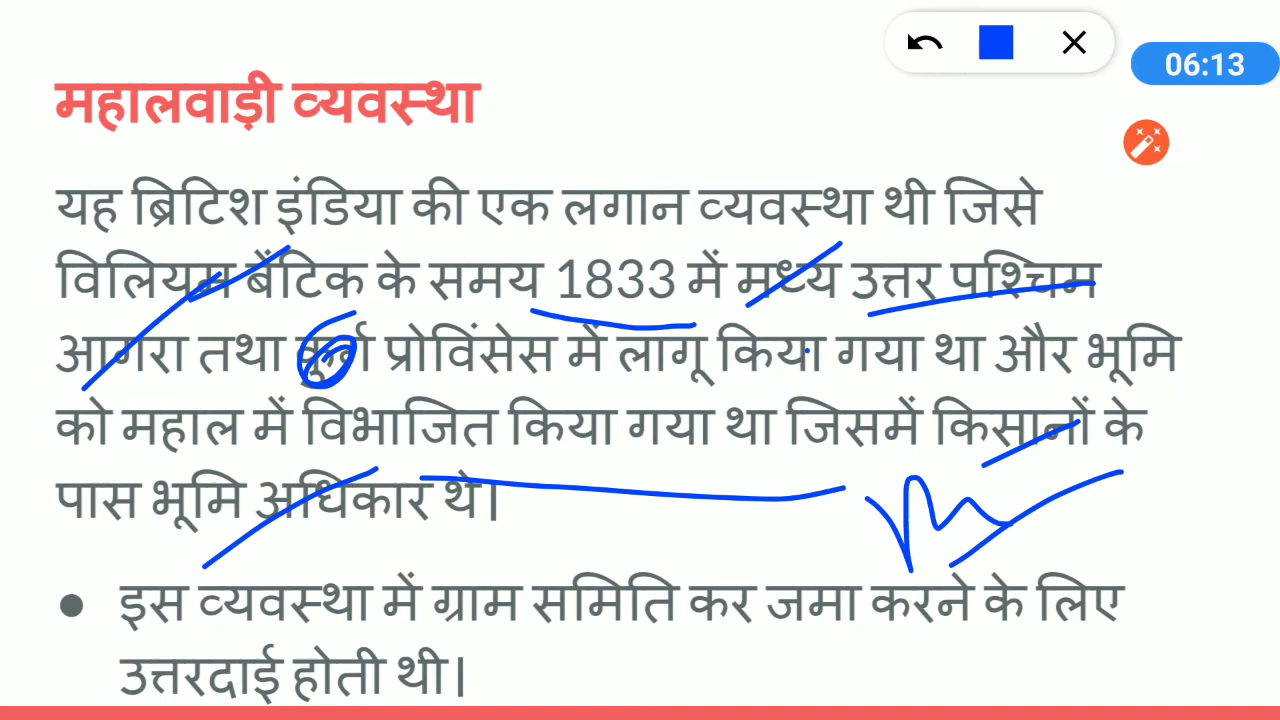 06:13
महालवाड़ी व्यवस्था
यह ब्रिटिश इंडिया की एक लगान व्यवस्था थी जिसे
विलियम बेंटिक के समय 1833 में मध्य उत्तर पश्चिम
आगरा तथा कुर्ग प्रोविंसेस में लागू किया गया था और भूमि
को महाल में विभाजित किया गया था जिसमें किसानों के
पास भूमि अधिकार थे।
● इस व्यवस्था में ग्राम समिति कर जमा करने के लिए
उत्तरदाई होती थी।